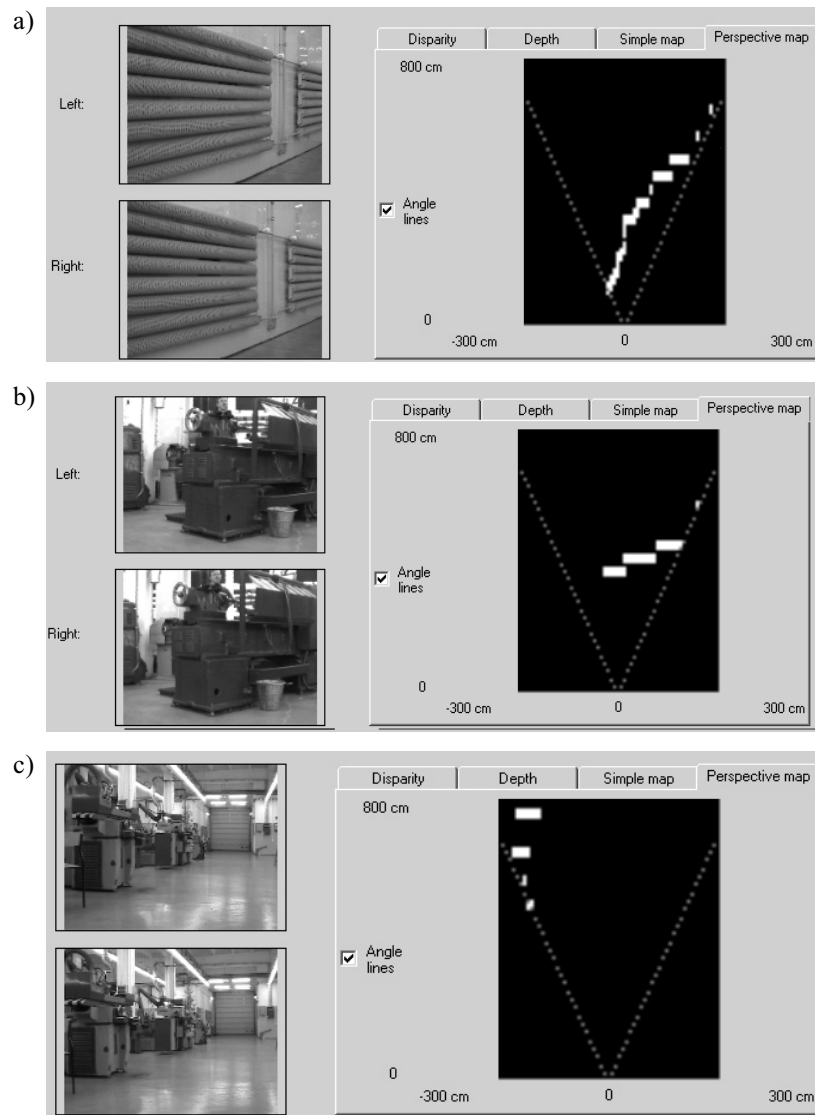 a)
Disparity Depth Simple map Perspective map
800 cm
Left:
Angle
lines
Right:
0
-300 cm 0 300 cm
b)
Disparity Depth Simple map Perspective map
800 cm
Left:
Angle
lines
Right:
0
-300 cm 0 300 cm
c)
Disparity Depth Simple map Perspective map
800 cm
Angle
lines
0
-300 cm 0 300 cm